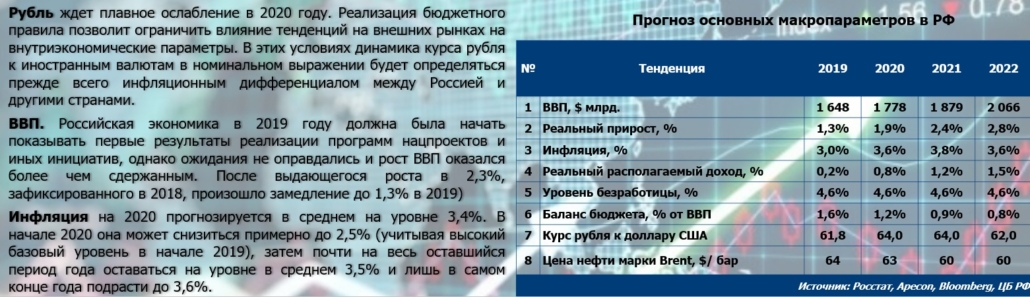 Рубль ждет плавное ослабление в 2020 году. Реализация бюджетного
правила позволит ограничить влияние тенденций на внешних рынках на
внутриэкономические параметры. В этих условиях динамика курса рубля
к иностранным валютам в номинальном выражении будет определяться
прежде всего инфляционным дифференциалом между Россией и
другими странами.
ВВП. Российская экономика в 2019 году должна была начать
показывать первые результаты реализации программ нацпроектов и
иных инициатив, однако ожидания не оправдались и рост ВВП оказался
более чем сдержанным. После выдающегося роста в 2,3%,
зафиксированного в 2018, произошло замедление до 1,3% в 2019)
Инфляция на 2020 прогнозируется в среднем на уровне 3,4%. В
начале 2020 она может снизиться примерно до 2,5% (учитывая высокий
базовый уровень в начале 2019), затем почти на весь оставшийся
период года оставаться на уровне в среднем 3,5% и лишь в самом
конце года подрасти до 3,6%.
Прогноз основных макропараметров в РФ
№ Тенденция 2019 2020 2021 2022
1 ВВП, $ млрд. 1 648 1 778 1 879 2 066
2 Реальный прирост, % 1,3% 1,9% 2,4% 2,8%
3 Инфляция, % 3,0% 3,6% 3,8% 3,6%
4 Реальный располагаемый доход, % 0,2% 0,8% 1,2% 1,5%
5 Уровень безработицы, % 4,6% 4,6% 4,6% 4,6%
6 Баланс бюджета, % от ВВП 1,6% 1,2% 0,9% 0,8%
7 Курс рубля к доллару США 61,8 64,0 64,0 62,0
8 Цена нефти марки Brent, $/ бар 64 63 60 60
Источник: Росстат, Аресоп, Bloomberg, ЦБ РФ